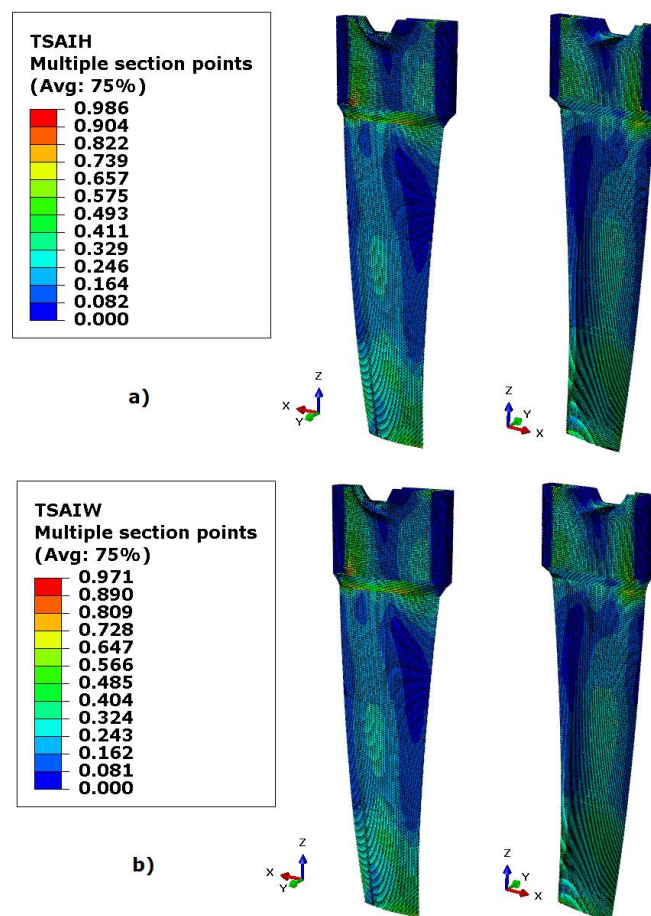 TSAIH
Multiple section points
(Avg: 75%)
0.986
0.904
0.822
0.739
0.657
0.575
0.493
0.411
0.329
0.246
0.164
0.082
0.000
a)
Z
X
Y
Z
Y
X
TSAIW
Multiple section points
(Avg: 75%)
0.971
0.890
0.809
0.728
0.647
0.566
0.485
0.404
0.324
0.243
0.162
0.081
0.000
b)
Z
X
Y
Z
Y
X